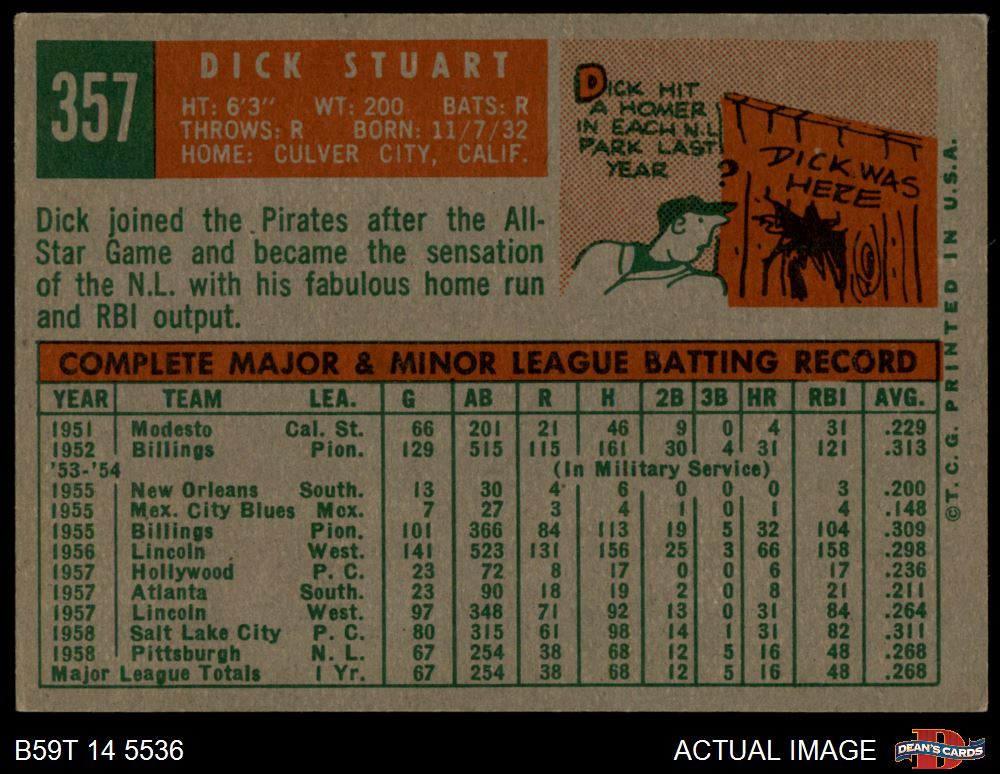 357
DICK STUART
HT: 6'3" WT: 200 BATS: R
THROWS: R BORN: 11/7/32
HOME: CULVER CITY, CALIF.
DICK HIT
A HOMER
IN EACH N.L.
PARK LAST
YEAR
?
DICK WAS
HERE
Dick joined the Pirates after the All-
Star Game and became the sensation
of the N.L. with his fabulous home run
and RBI output.
COMPLETE MAJOR & MINOR LEAGUE BATTING RECORD
YEAR TEAM LEA. G AB R H 2B 3B HR RBI AVG.
1951 Modesto Cal. St. 66 201 21 46 9 0 4 31 .229
1952 Billings Pion. 129 515 115 161 30 4 31 121 .313
'53-'54 (In Military Service)
1955 New Orleans South. 13 30 4 6 0 0 0 3 .200
1955 Mex. City Blues Mex. 7 27 3 4 1 0 1 4 .148
1955 Billings Pion. 101 366 84 113 19 5 32 104 .309
1956 Lincoln West. 141 523 131 156 25 3 66 158 .298
1957 Hollywood P. C. 23 72 8 17 0 0 6 17 .236
1957 Atlanta South. 23 90 18 19 2 0 8 21 .211
1957 Lincoln West. 97 348 71 92 13 0 31 84 .264
1958 Salt Lake City P. C. 80 315 61 98 14 1 31 82 .311
1958 Pittsburgh N. L. 67 254 38 68 12 5 16 48 .268
Major League Totals 1 Yr. 67 254 38 68 12 5 16 48 .268
©T.C.G. PRINTED IN U.S.A.
B59T 14 5536
ACTUAL IMAGE
D
DEAN'S CARDS